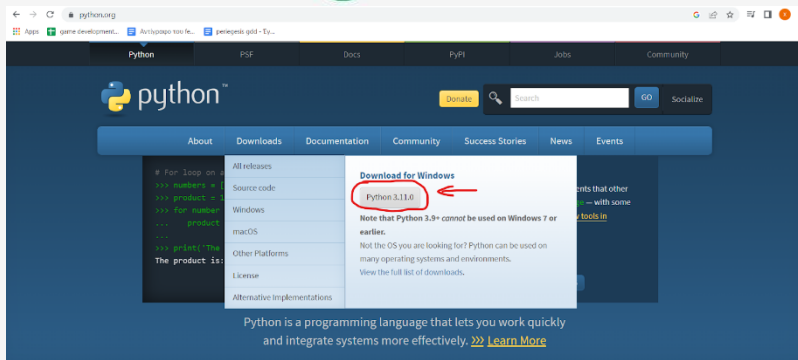 python.org
Apps
game development...
Αντίγραφο του fe...
periegesis gdd - Έγ...
Python
PSF
Docs
PyPI
Jobs
Community
python™
Donate
Search
GO
Socialize
About
Downloads
Documentation
Community
Success Stories
News
Events
# For loop on a
>>> numbers = [
>>> product = 1
>>> for number
... product
...
>>> print('The
The product is:
All releases
Source code
Windows
macOS
Other Platforms
License
Alternative Implementations
Download for Windows
Python 3.11.0
Note that Python 3.9+ cannot be used on Windows 7 or
earlier.
Not the OS you are looking for? Python can be used on
many operating systems and environments.
View the full list of downloads.
ents that other
— with some
tools in
Python is a programming language that lets you work quickly
and integrate systems more effectively. >>> Learn More